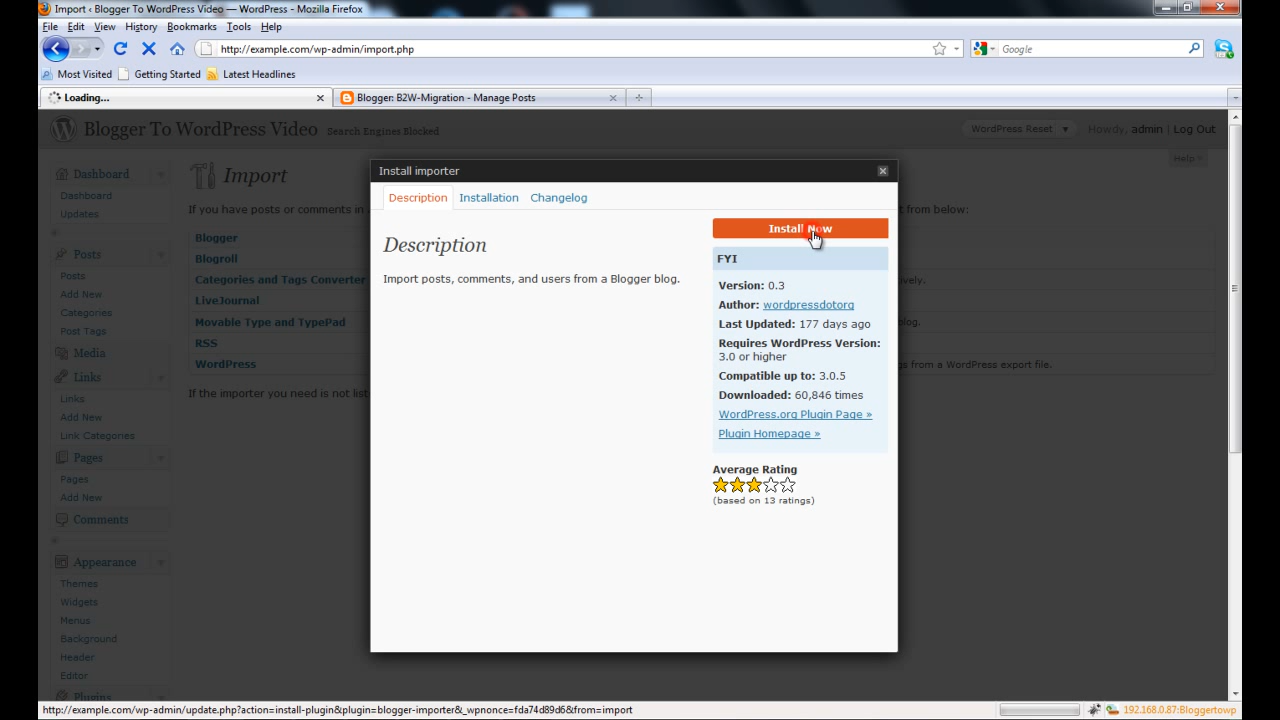 Import ‹ Blogger To WordPress Video — WordPress - Mozilla Firefox
File Edit View History Bookmarks Tools Help
http://example.com/wp-admin/import.php
Google
Most Visited Getting Started Latest Headlines
Loading... Blogger: B2W-Migration - Manage Posts
Blogger To WordPress Video Search Engines Blocked WordPress Reset Howdy, admin | Log Out
Help
Import
If you have posts or comments in
t from below:
Dashboard
Dashboard
Updates
Posts
Posts
Add New
Categories
Post Tags
Media
Links
Links
Add New
Link Categories
Pages
Pages
Add New
Comments
Appearance
Themes
Widgets
Menus
Background
Header
Editor
Plugins
Blogger
Blogroll
Categories and Tags Converter
vely.
LiveJournal
Movable Type and TypePad
log.
RSS
WordPress
gs from a WordPress export file.
If the importer you need is not list
Install importer
Description Installation Changelog
Description
Import posts, comments, and users from a Blogger blog.
Install Now
FYI
Version: 0.3
Author: wordpressdotorg
Last Updated: 177 days ago
Requires WordPress Version:
3.0 or higher
Compatible up to: 3.0.5
Downloaded: 60,846 times
WordPress.org Plugin Page »
Plugin Homepage »
Average Rating
(based on 13 ratings)
http://example.com/wp-admin/update.php?action=install-plugin&plugin=blogger-importer&_wpnonce=fda74d89d6&from=import
192.168.0.87:Bloggertowp